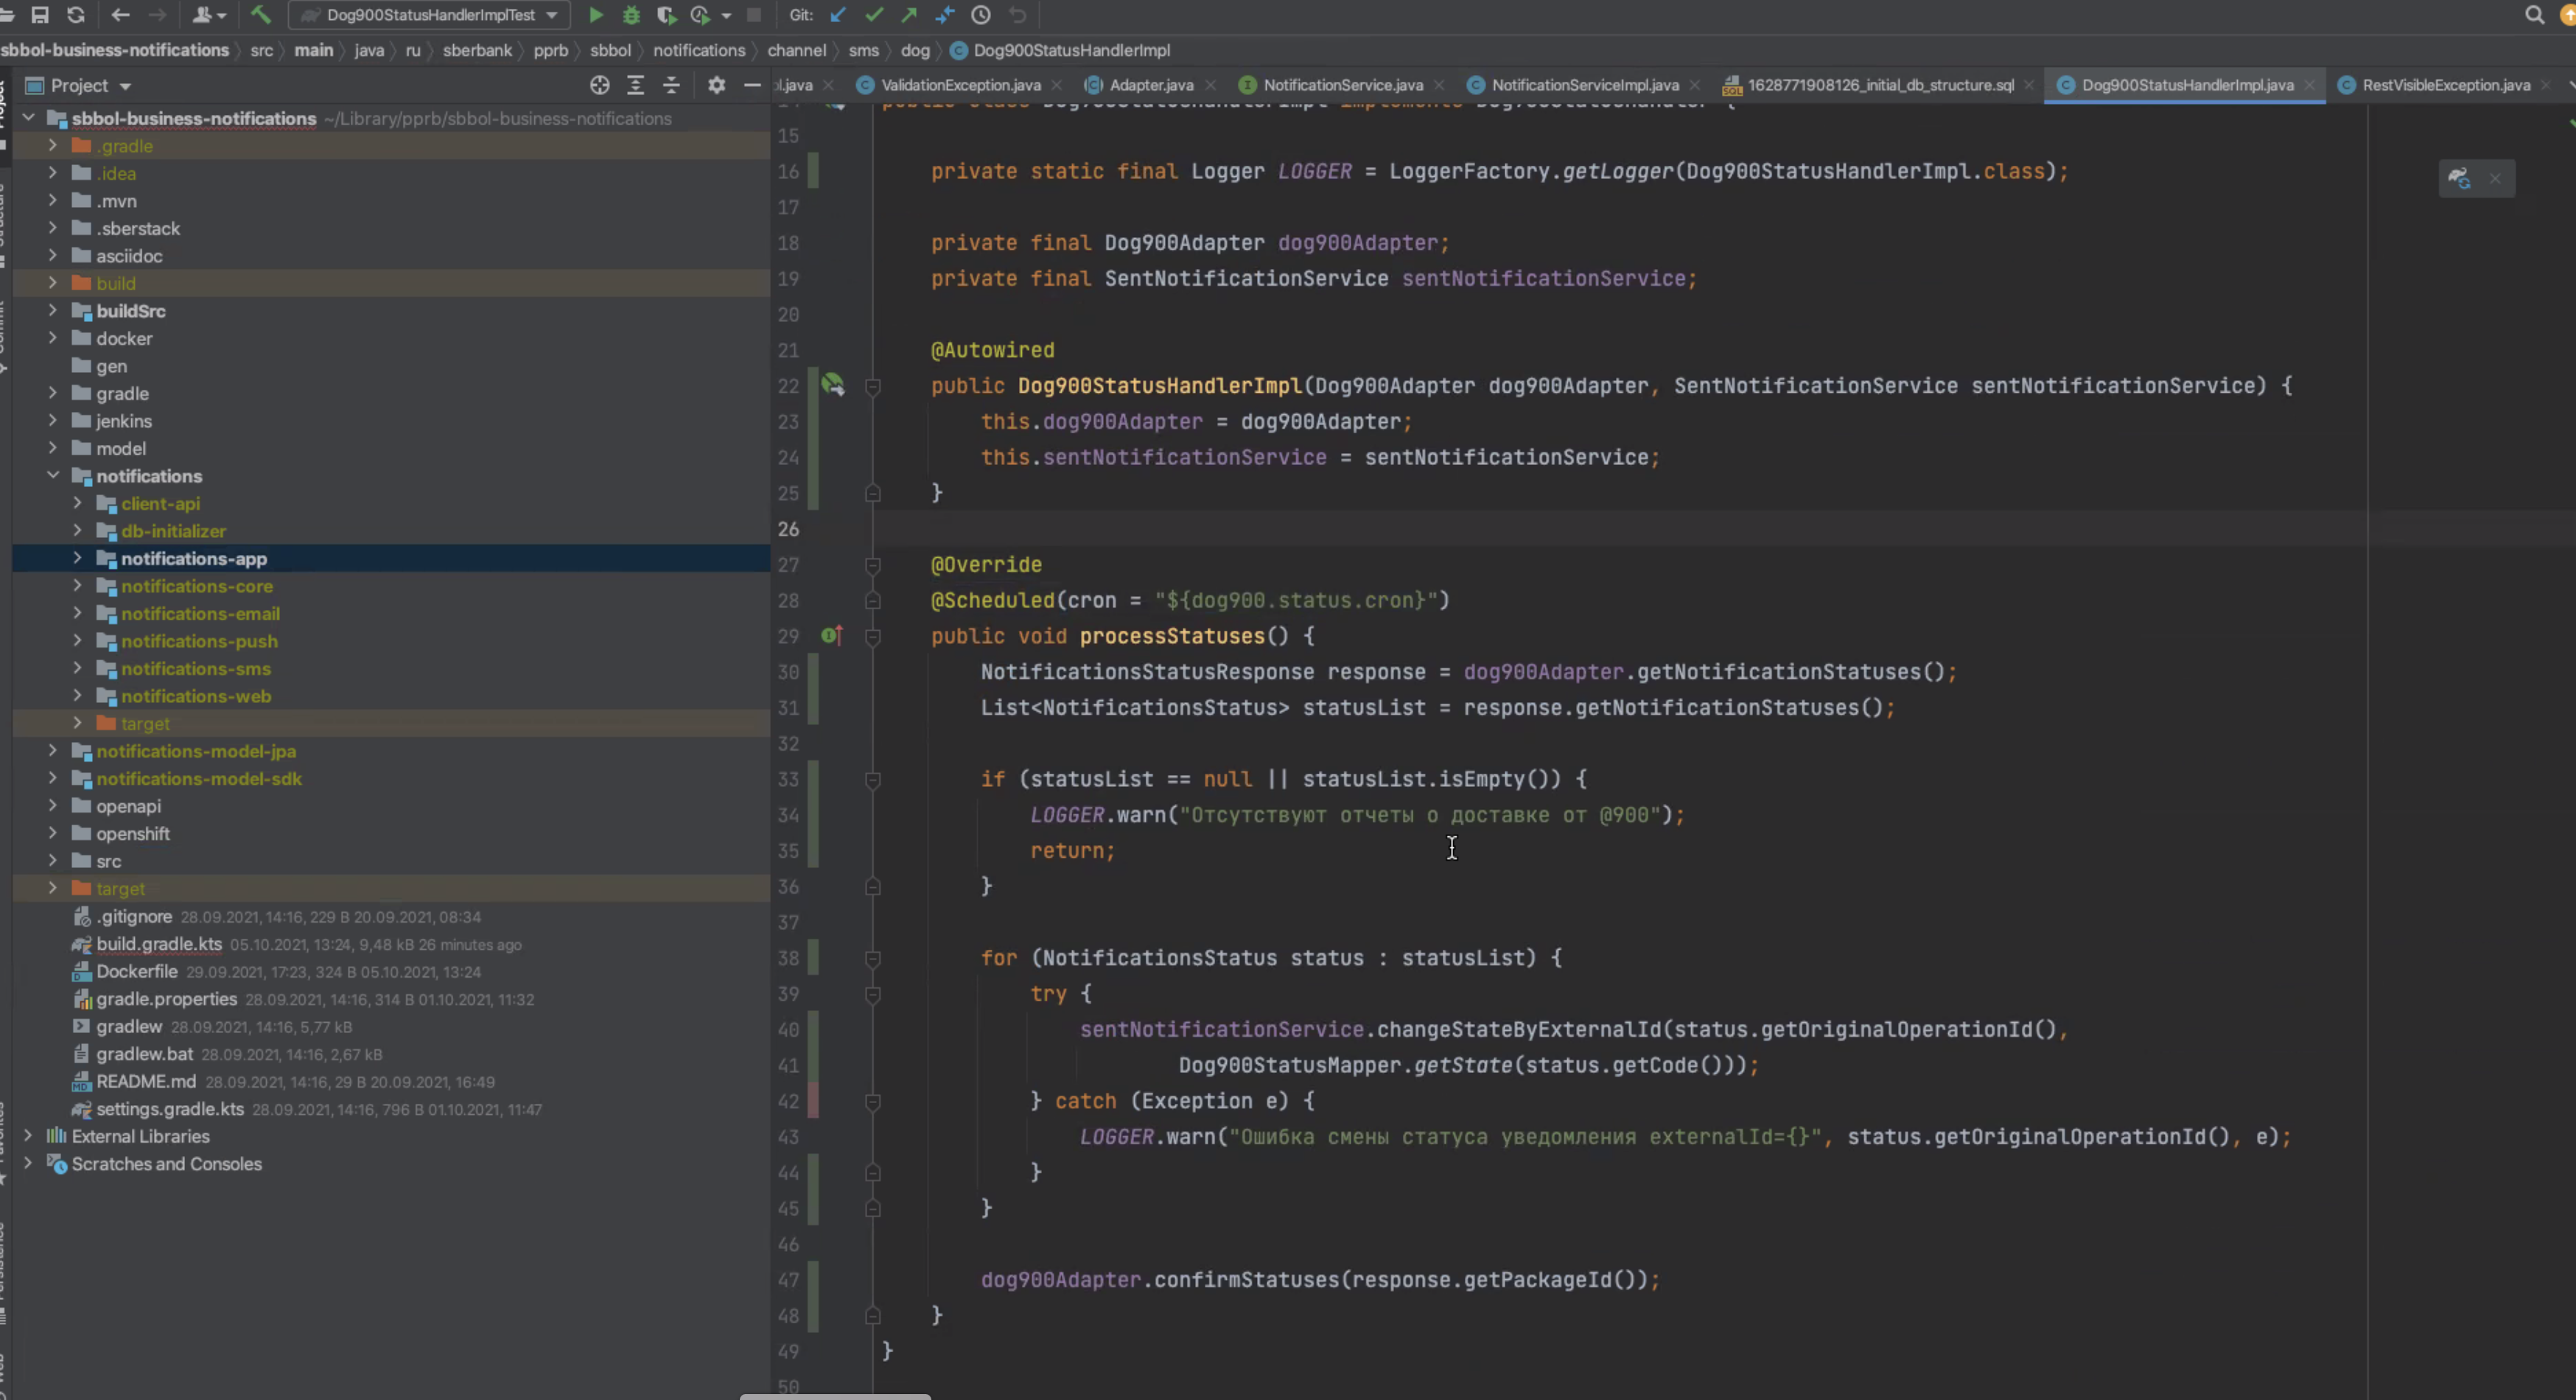 Dog900StatusHandlerImplTest
Git:
sbbol-business-notifications src main java ru sberbank pprb sbbol notifications channel sms dog Dog900StatusHandlerImpl
Project
l.java ValidationException.java Adapter.java NotificationService.java NotificationServiceImpl.java 1628771908126_initial_db_structure.sql Dog900StatusHandlerImpl.java RestVisibleException.java
sbbol-business-notifications ~/Library/pprb/sbbol-business-notifications
.gradle
.idea
.mvn
.sberstack
asciidoc
build
buildSrc
docker
gen
gradle
jenkins
model
notifications
client-api
db-initializer
notifications-app
notifications-core
notifications-email
notifications-push
notifications-sms
notifications-web
target
notifications-model-jpa
notifications-model-sdk
openapi
openshift
src
target
.gitignore 28.09.2021, 14:16, 229 B 20.09.2021, 08:34
build.gradle.kts 05.10.2021, 13:24, 9,48 kB 26 minutes ago
Dockerfile 29.09.2021, 17:23, 324 B 05.10.2021, 13:24
gradle.properties 28.09.2021, 14:16, 314 B 01.10.2021, 11:32
gradlew 28.09.2021, 14:16, 5,77 kB
gradlew.bat 28.09.2021, 14:16, 2,67 kB
README.md 28.09.2021, 14:16, 29 B 20.09.2021, 16:49
settings.gradle.kts 28.09.2021, 14:16, 796 B 01.10.2021, 11:47
External Libraries
Scratches and Consoles
public class Dog900StatusHandlerImpl implements Dog900StatusHandler {
15
16 private static final Logger LOGGER = LoggerFactory.getLogger(Dog900StatusHandlerImpl.class);
17
18 private final Dog900Adapter dog900Adapter;
19 private final SentNotificationService sentNotificationService;
20
21 @Autowired
22 public Dog900StatusHandlerImpl(Dog900Adapter dog900Adapter, SentNotificationService sentNotificationService) {
23 this.dog900Adapter = dog900Adapter;
24 this.sentNotificationService = sentNotificationService;
25 }
26
27 @Override
28 @Scheduled(cron = "${dog900.status.cron}")
29 public void processStatuses() {
30 NotificationsStatusResponse response = dog900Adapter.getNotificationStatuses();
31 List<NotificationsStatus> statusList = response.getNotificationStatuses();
32
33 if (statusList == null || statusList.isEmpty()) {
34 LOGGER.warn("Отсутствуют отчеты о доставке от @900");
35 return;
36 }
37
38 for (NotificationsStatus status : statusList) {
39 try {
40 sentNotificationService.changeStateByExternalId(status.getOriginalOperationId(),
41 Dog900StatusMapper.getState(status.getCode()));
42 } catch (Exception e) {
43 LOGGER.warn("Ошибка смены статуса уведомления externalId={}", status.getOriginalOperationId(), e);
44 }
45 }
46
47 dog900Adapter.confirmStatuses(response.getPackageId());
48 }
49 }
50